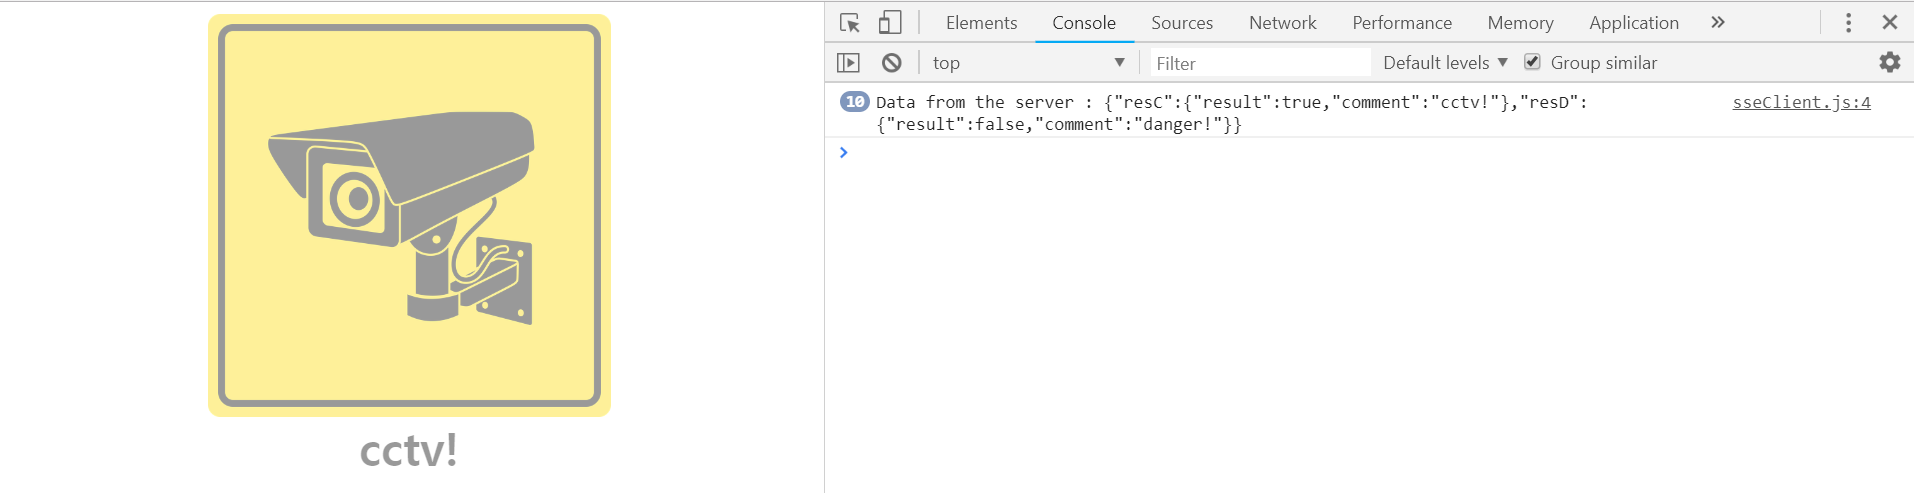 cctv!
Elements Console Sources Network Performance Memory Application »
top Filter Default levels Group similar
10 Data from the server : {"resC":{"result":true,"comment":"cctv!"},"resD": sseClient.js:4
{"result":false,"comment":"danger!"}}